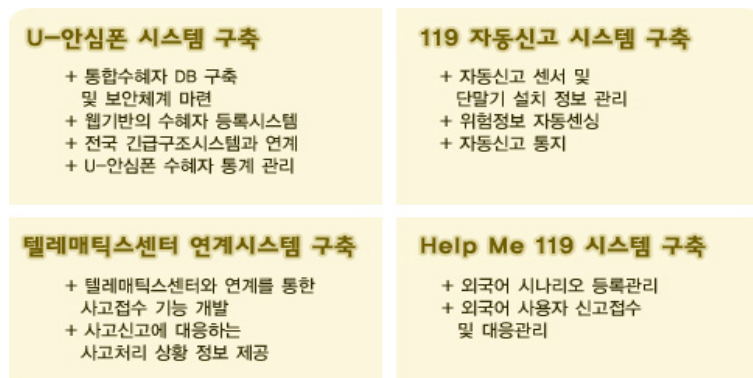 U-안심폰 시스템 구축
+ 통합수혜자 DB 구축
및 보안체계 마련
+ 웹기반의 수혜자 등록시스템
+ 전국 긴급구조시스템과 연계
+ U-안심폰 수혜자 통계 관리
119 자동신고 시스템 구축
+ 자동신고 센서 및
단말기 설치 정보 관리
+ 위험정보 자동센싱
+ 자동신고 통지
텔레매틱스센터 연계시스템 구축
+ 텔레매틱스센터와 연계를 통한
사고접수 기능 개발
+ 사고신고에 대응하는
사고처리 상황 정보 제공
Help Me 119 시스템 구축
+ 외국어 시나리오 등록관리
+ 외국어 사용자 신고접수
및 대응관리